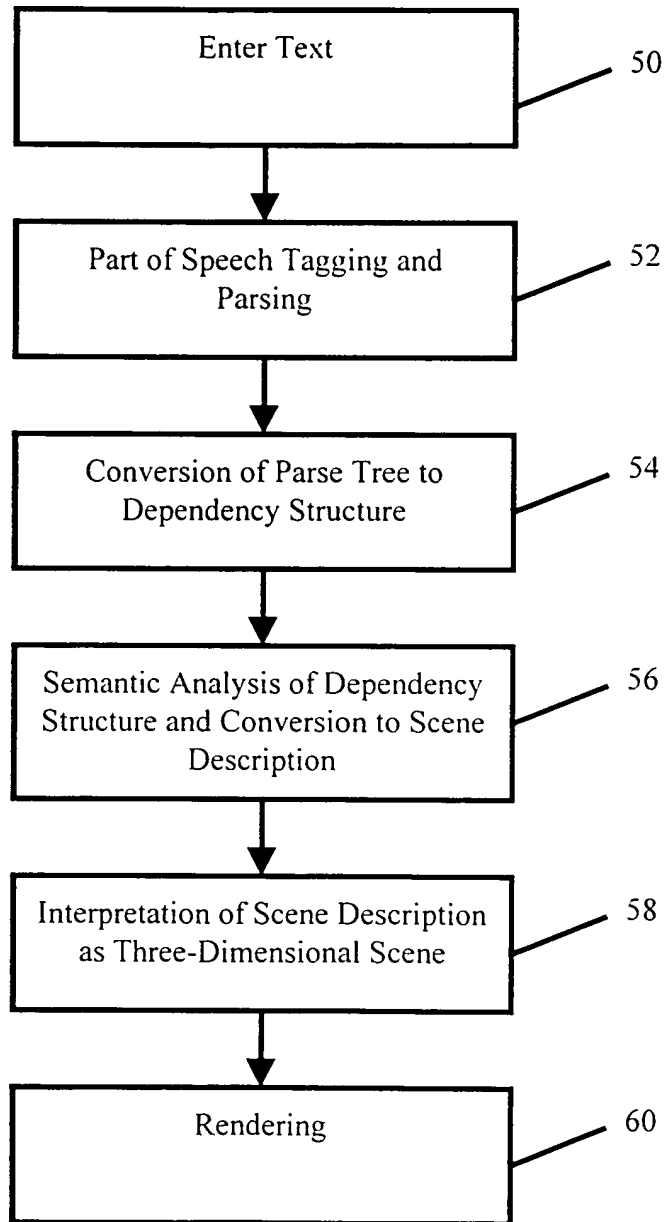 Enter Text
50
Part of Speech Tagging and
Parsing
52
Conversion of Parse Tree to
Dependency Structure
54
Semantic Analysis of Dependency
Structure and Conversion to Scene
Description
56
Interpretation of Scene Description
as Three-Dimensional Scene
58
Rendering
60